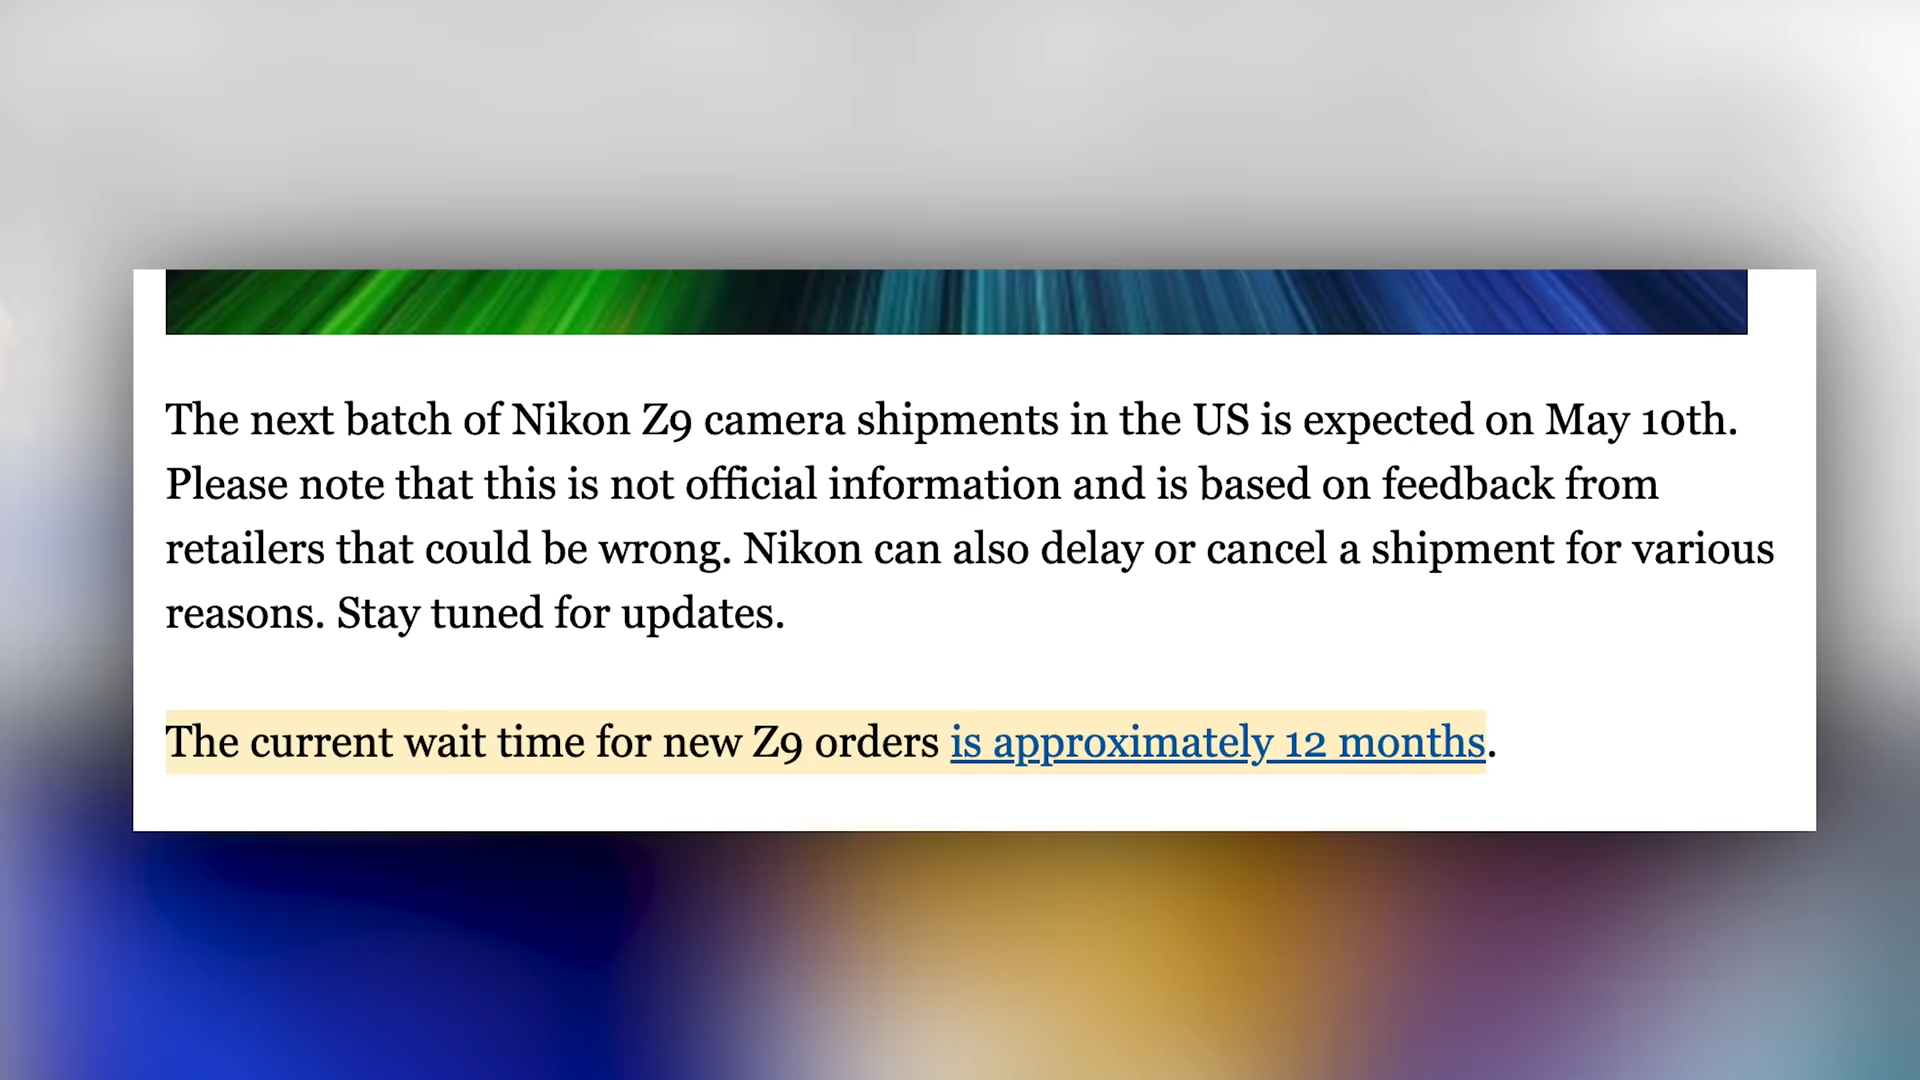 The next batch of Nikon Z9 camera shipments in the US is expected on May 10th.
Please note that this is not official information and is based on feedback from
retailers that could be wrong. Nikon can also delay or cancel a shipment for various
reasons. Stay tuned for updates.
The current wait time for new Z9 orders is approximately 12 months.